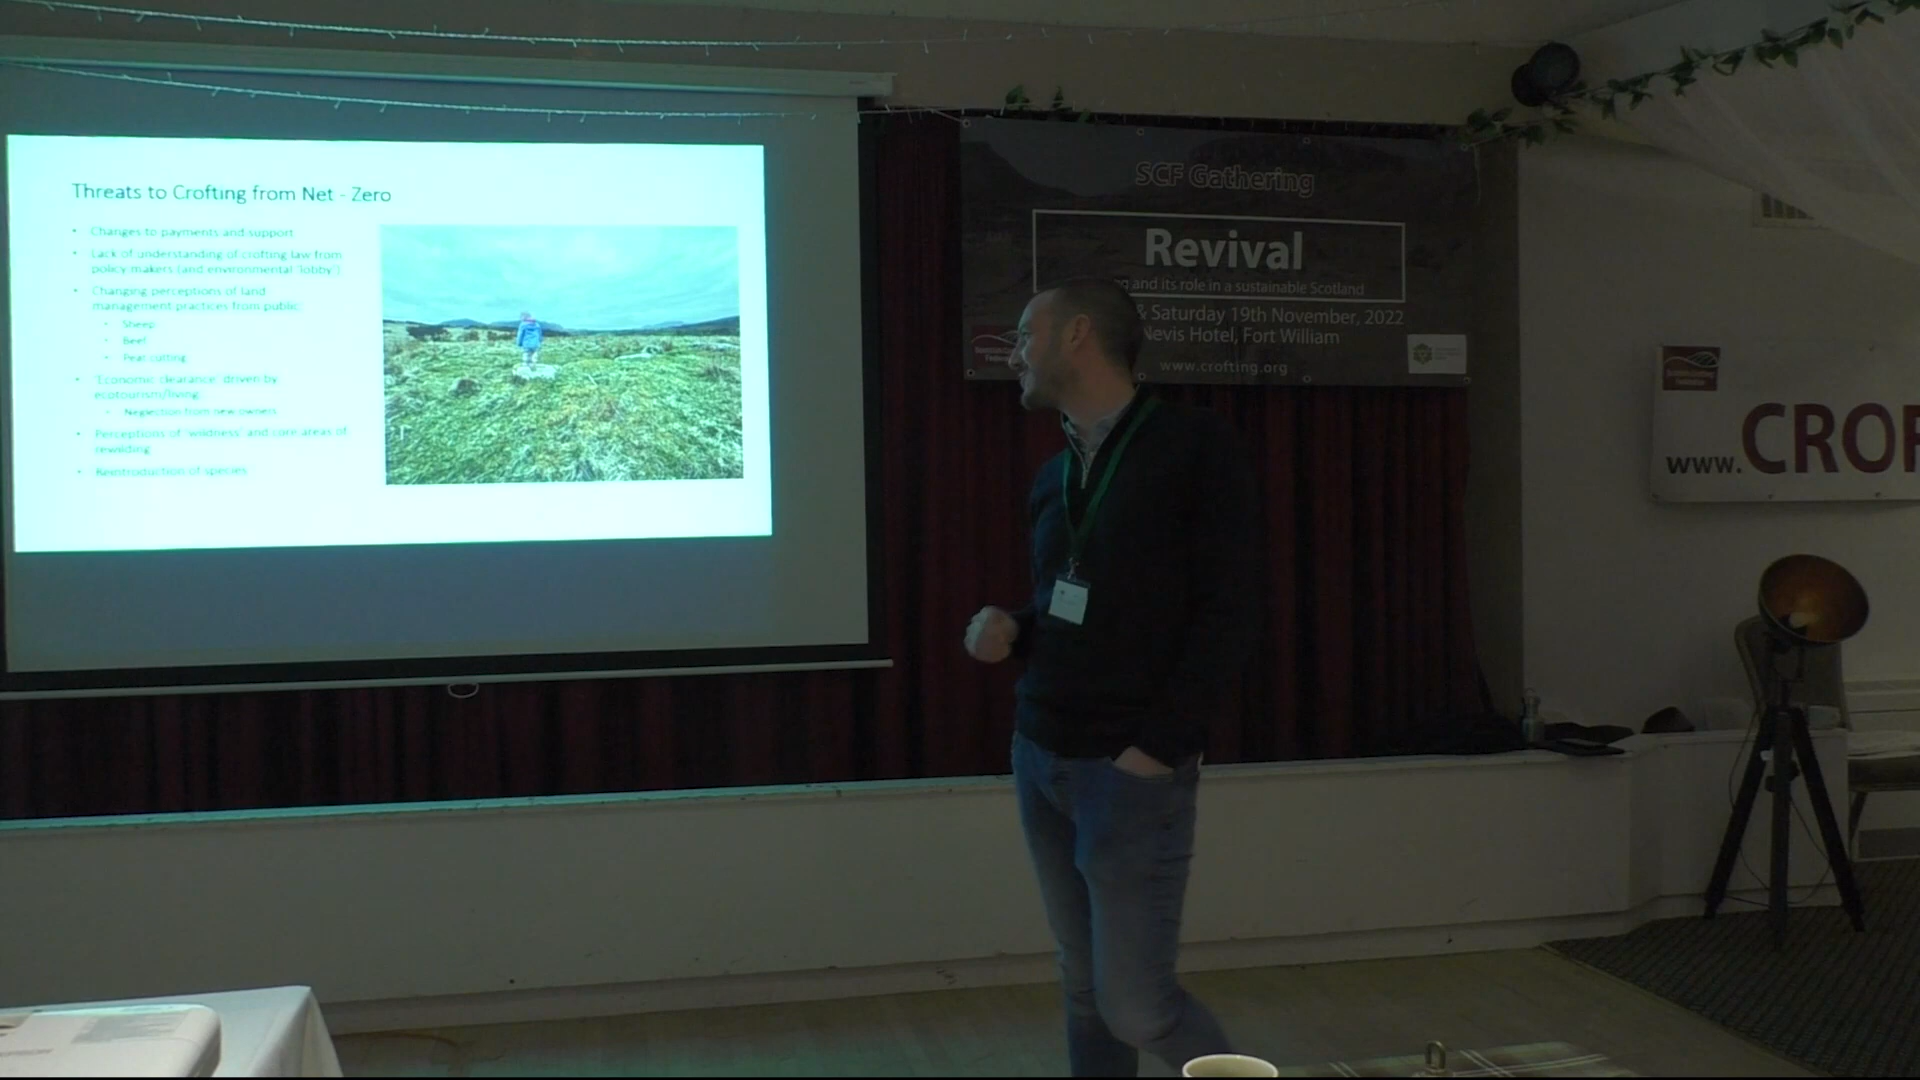 Threats to Crofting from Net - Zero
• Changes to payments and support
• Lack of understanding of crofting law from
policy makers (and environmental 'lobby')
• Changing perceptions of land
management practices from public:
• Sheep
• Beef
• Peat cutting
• 'Economic clearance' driven by
ecotourism/living:
• Neglection from new owners
• Perceptions of 'wildness' and core areas of
rewilding
• Reintroduction of species
SCF Gathering
Revival
and its role in a sustainable Scotland
& Saturday 19th November, 2022
Nevis Hotel, Fort William
www.crofting.org
www.CROF